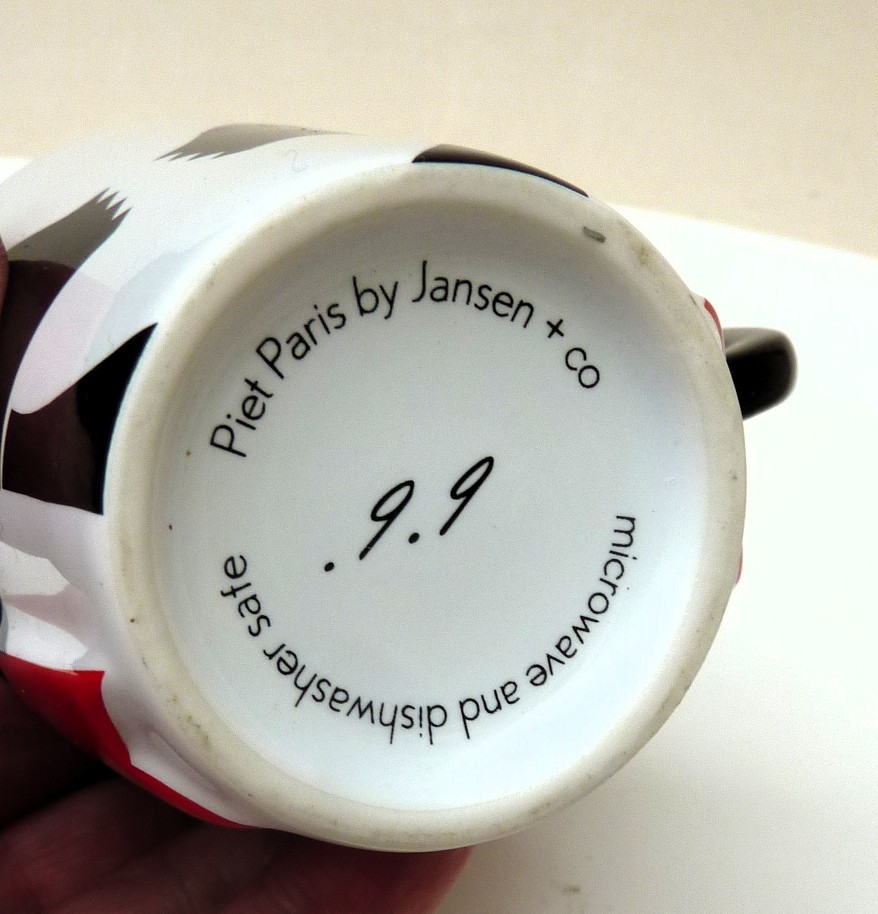 Piet Paris by Jansen + co
.9.9
microwave and dishwasher safe